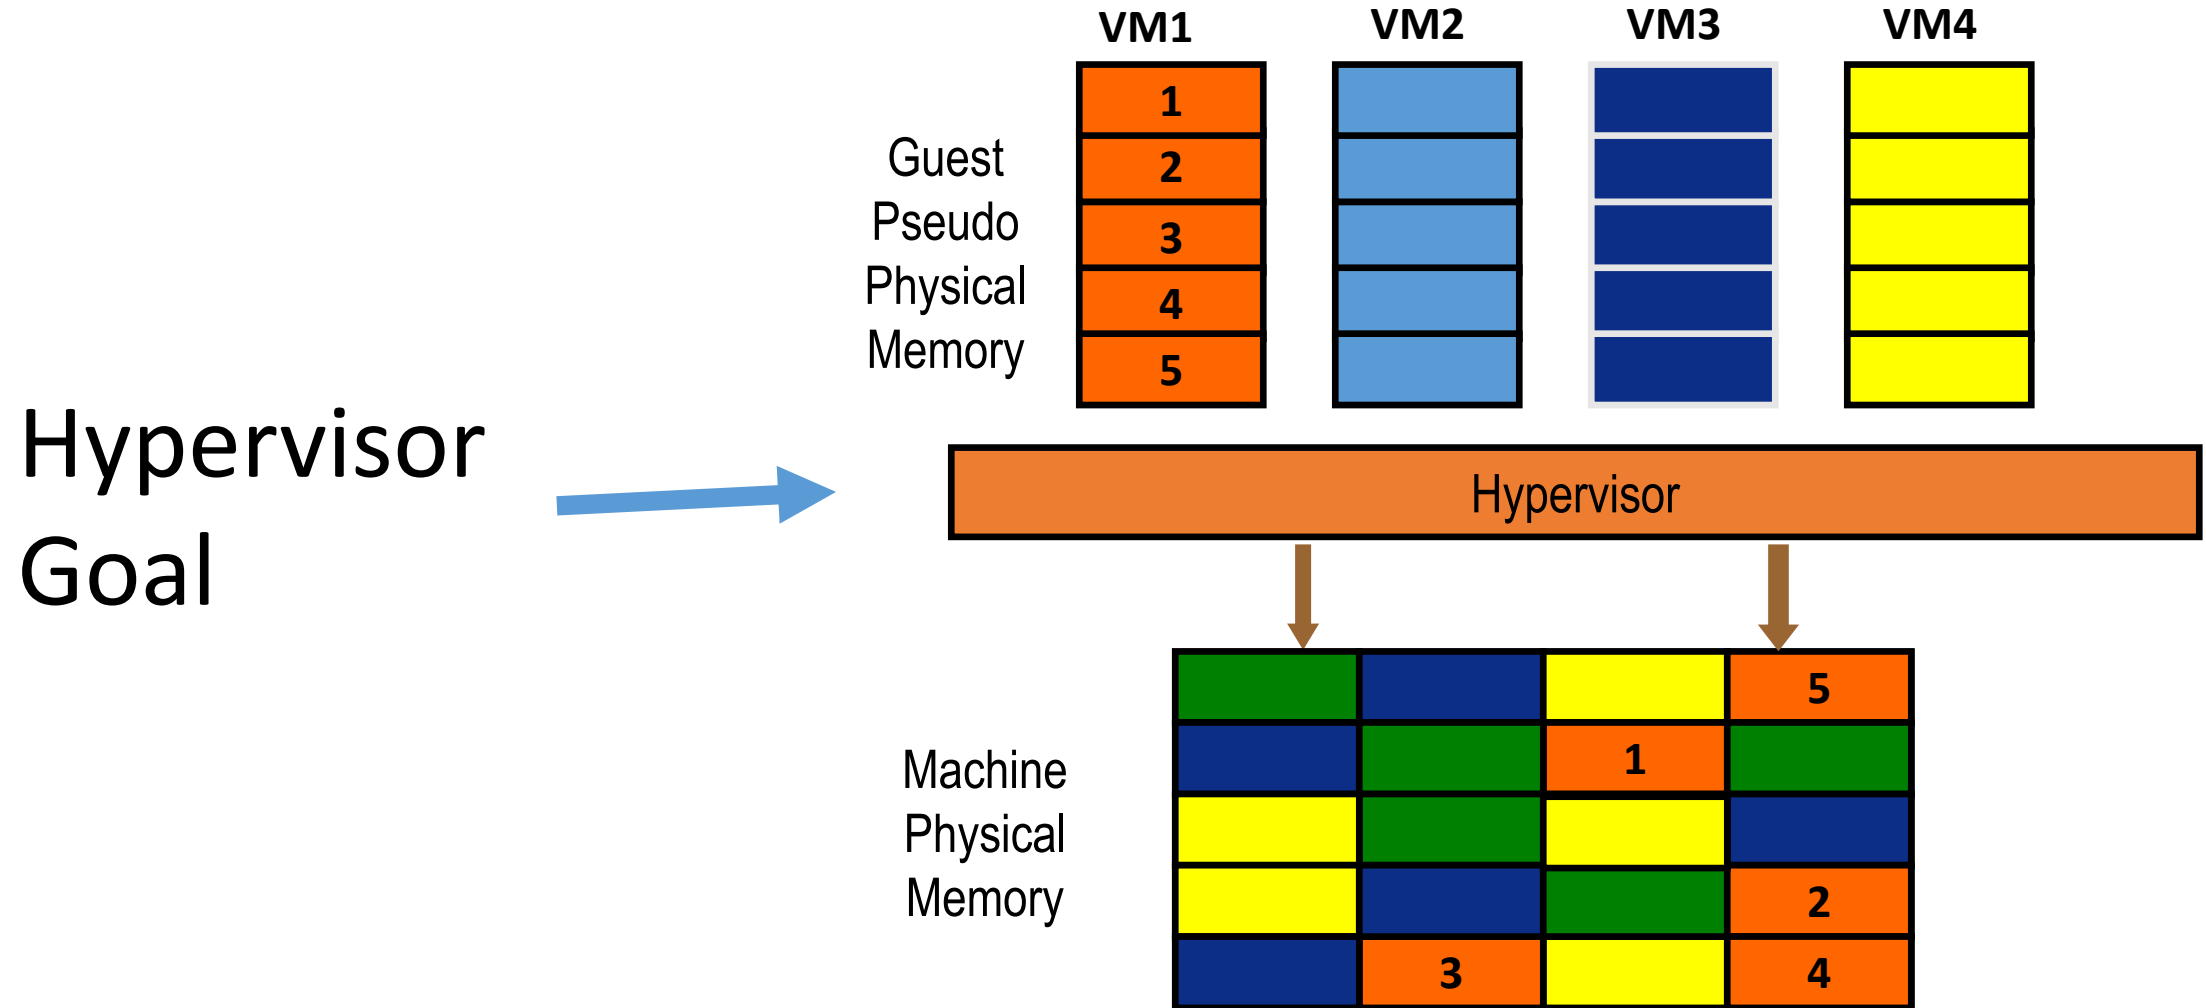 VM1 VM2 VM3 VM4
1
2
3
4
5
Guest
Pseudo
Physical
Memory
Hypervisor
Goal
Hypervisor
Machine
Physical
Memory
5
1
2
3 4